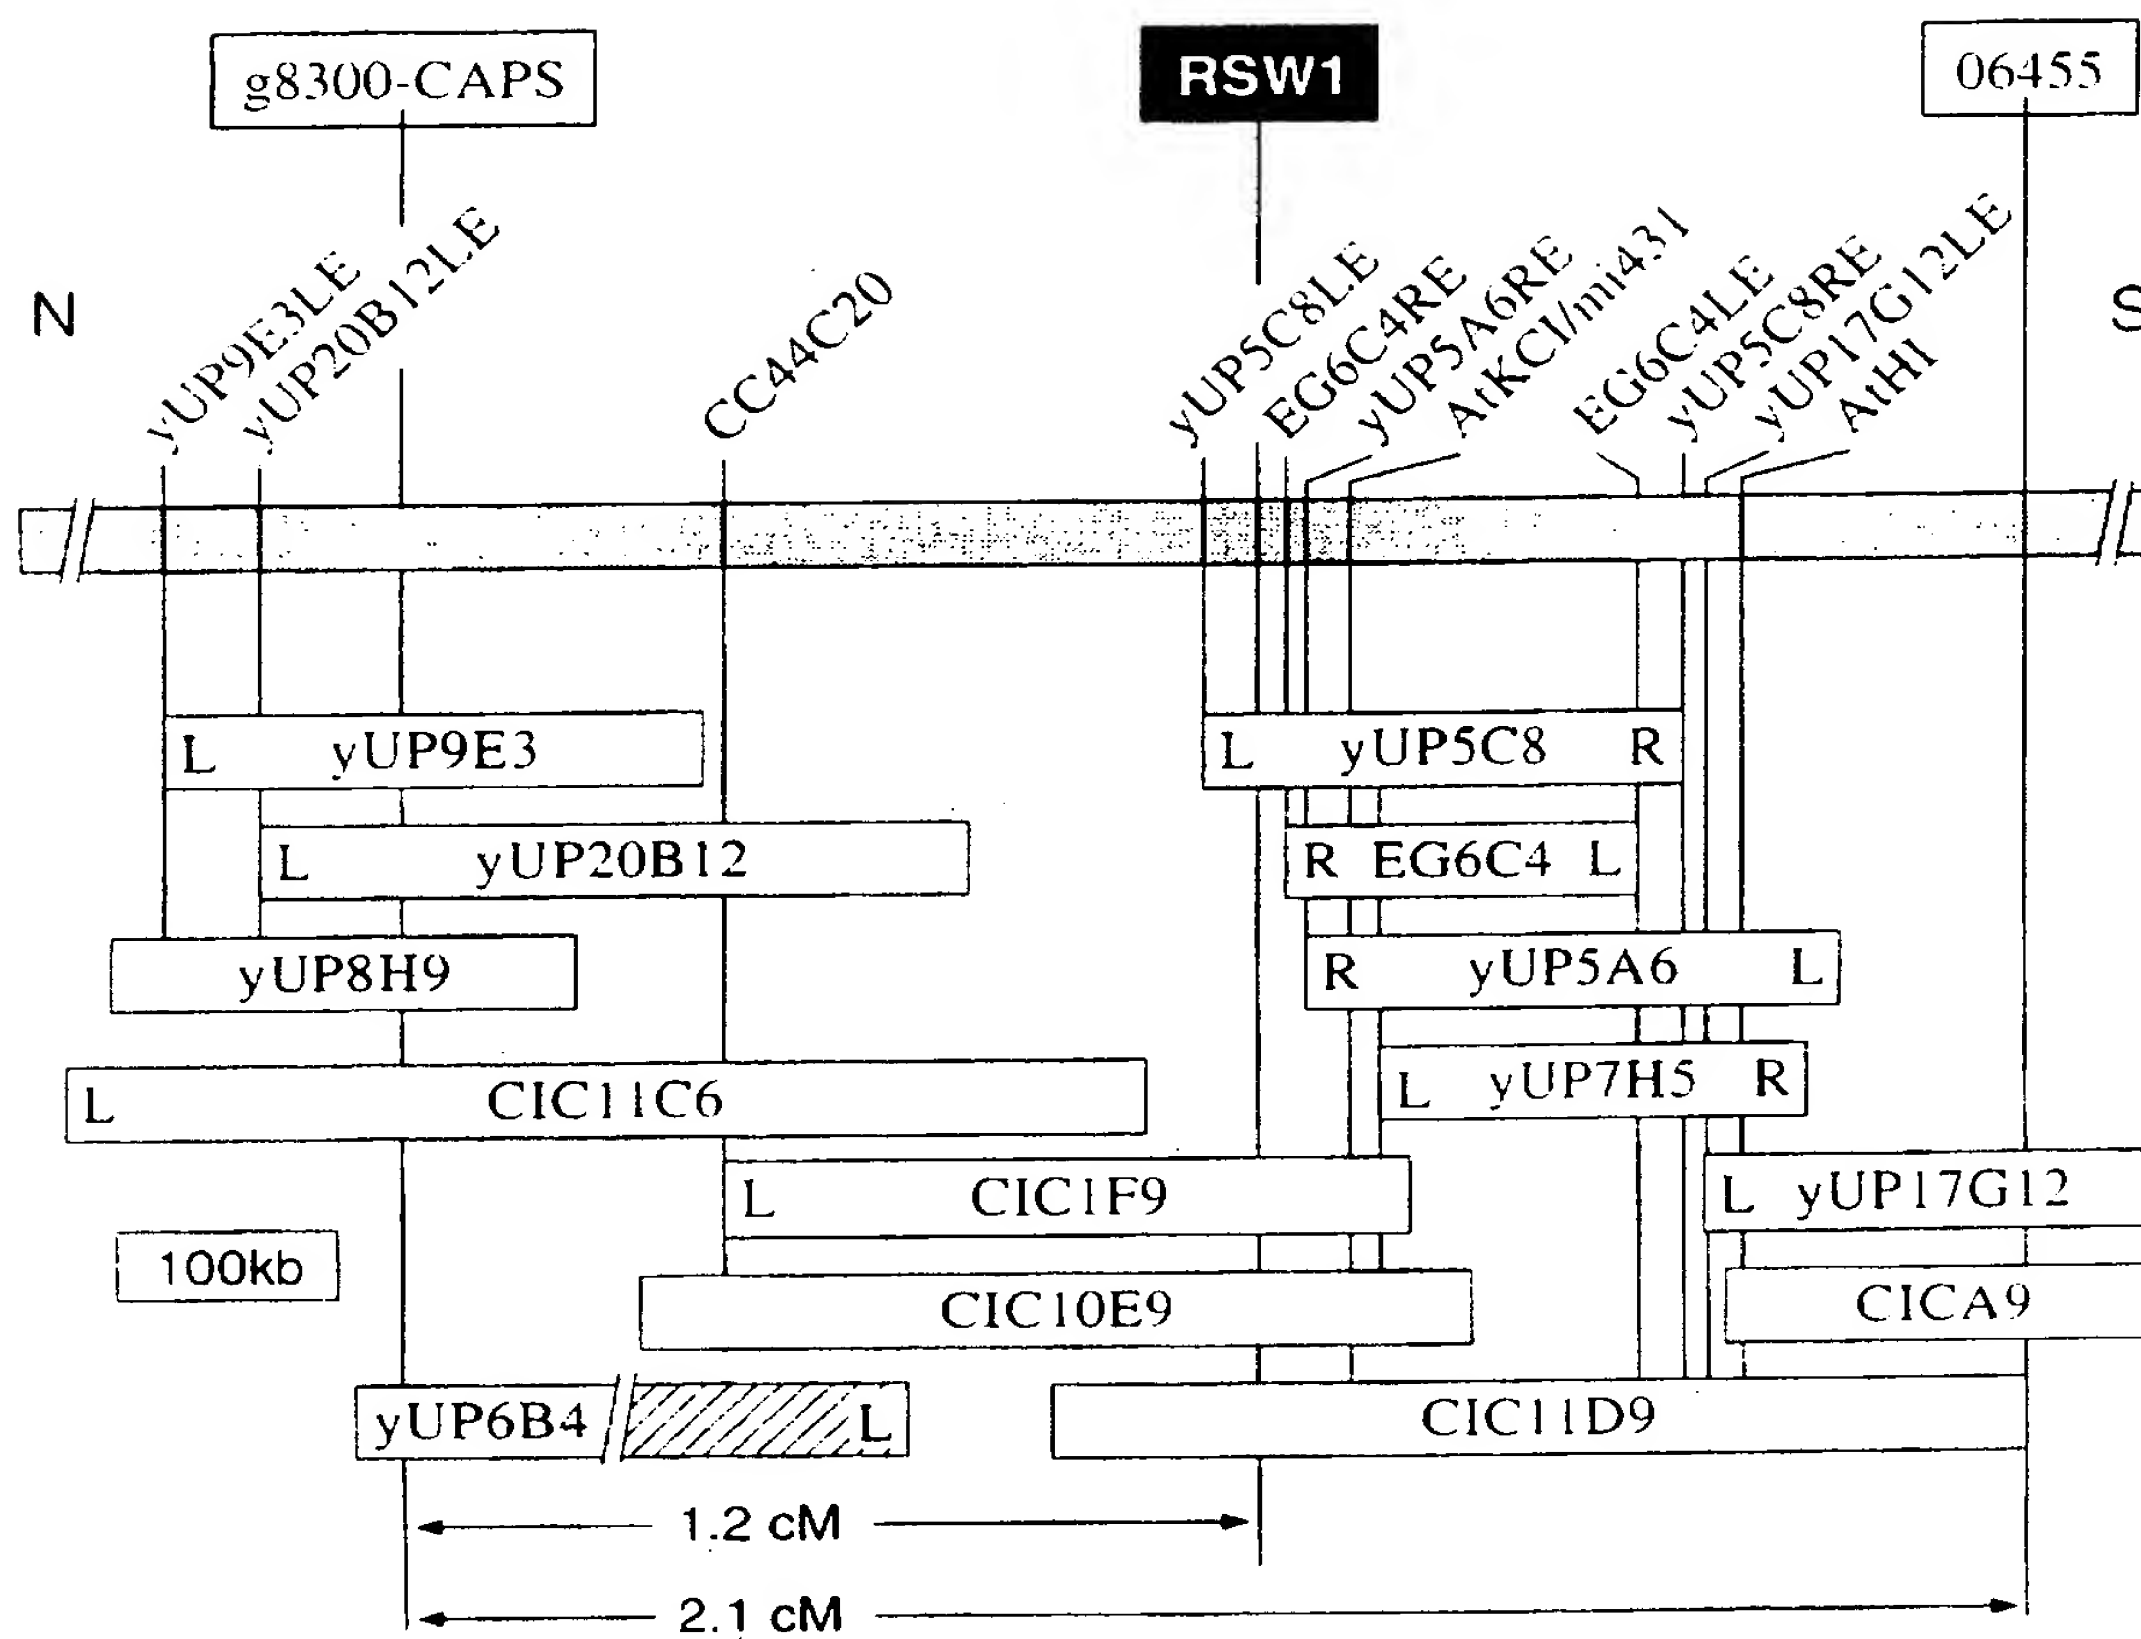 g8300-CAPS
RSW1
06455
N
S
yUP9E3LE
yUP20B12LE
CC44C20
yUP5C8LE
EG6C4RE
yUP5A6RE
AtKCl/mi431
EG6C4LE
yUP5C8RE
yUP17G12LE
AtHI
L yUP9E3
L yUP5C8 R
L yUP20B12
R EG6C4 L
yUP8H9
R yUP5A6 L
L CIC11C6
L yUP7H5 R
L CIC1F9
L yUP17G12
100kb
CIC10E9
CICA9
yUP6B4 L
CIC11D9
1.2 cM
2.1 cM